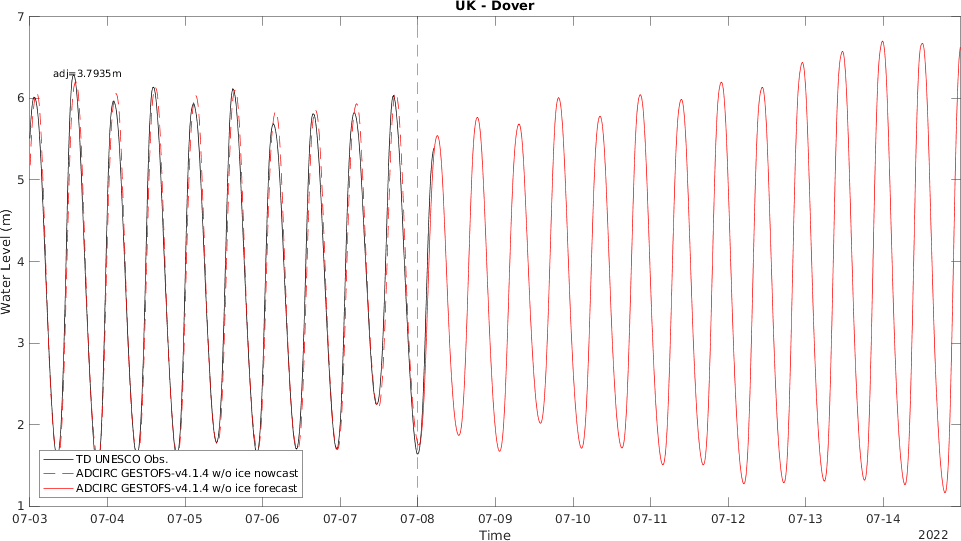 UK - Dover
adj=3.7935m
7
6
5
4
3
2
1
Water Level (m)
TD UNESCO Obs.
ADCIRC GESTOFS-v4.1.4 w/o ice nowcast
ADCIRC GESTOFS-v4.1.4 w/o ice forecast
07-03 07-04 07-05 07-06 07-07 07-08 07-09 07-10 07-11 07-12 07-13 07-14
Time
2022